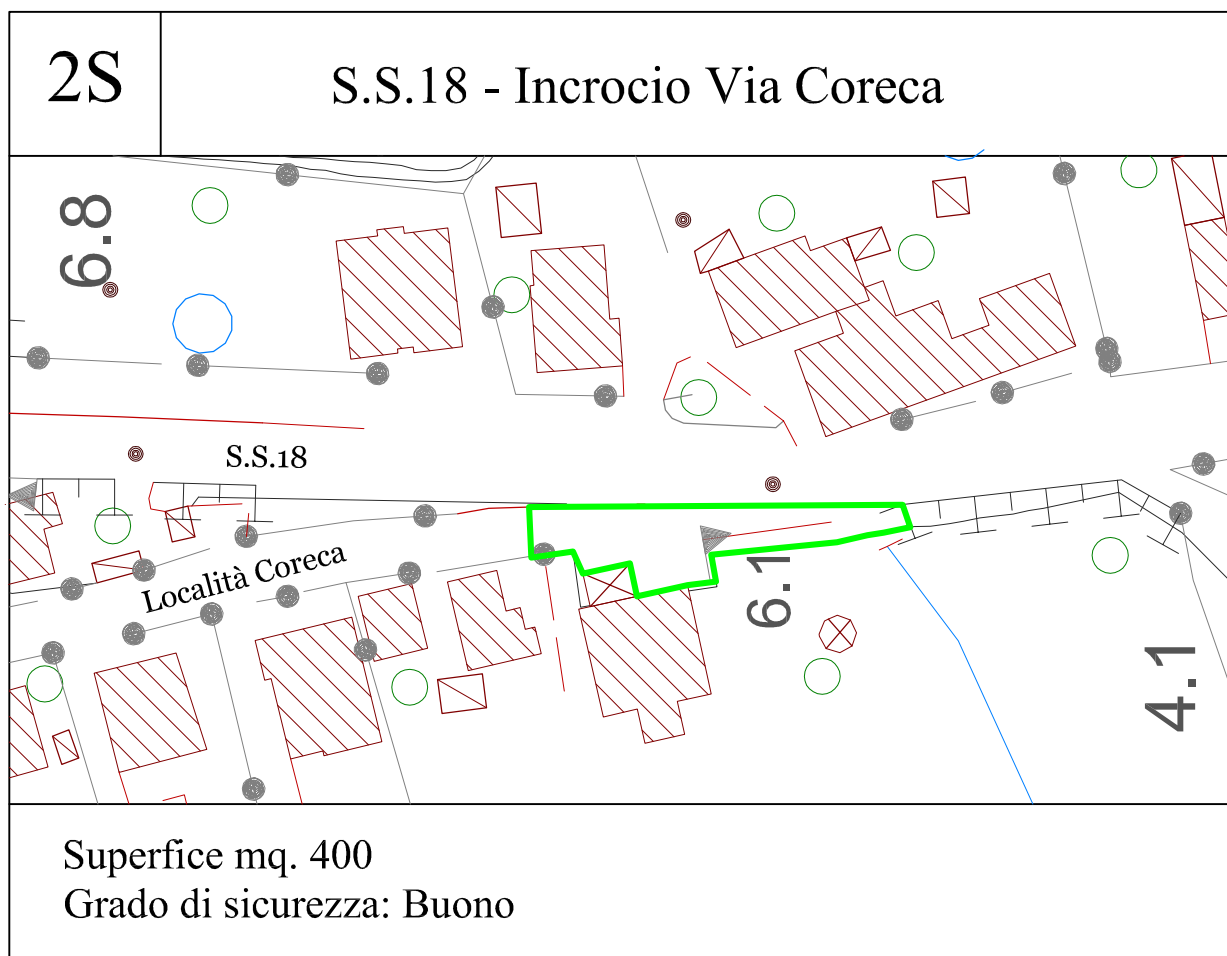 2S
S.S.18 - Incrocio Via Coreca
6.8
S.S.18
Località Coreca
6.1
4.1
Superfice mq. 400
Grado di sicurezza: Buono